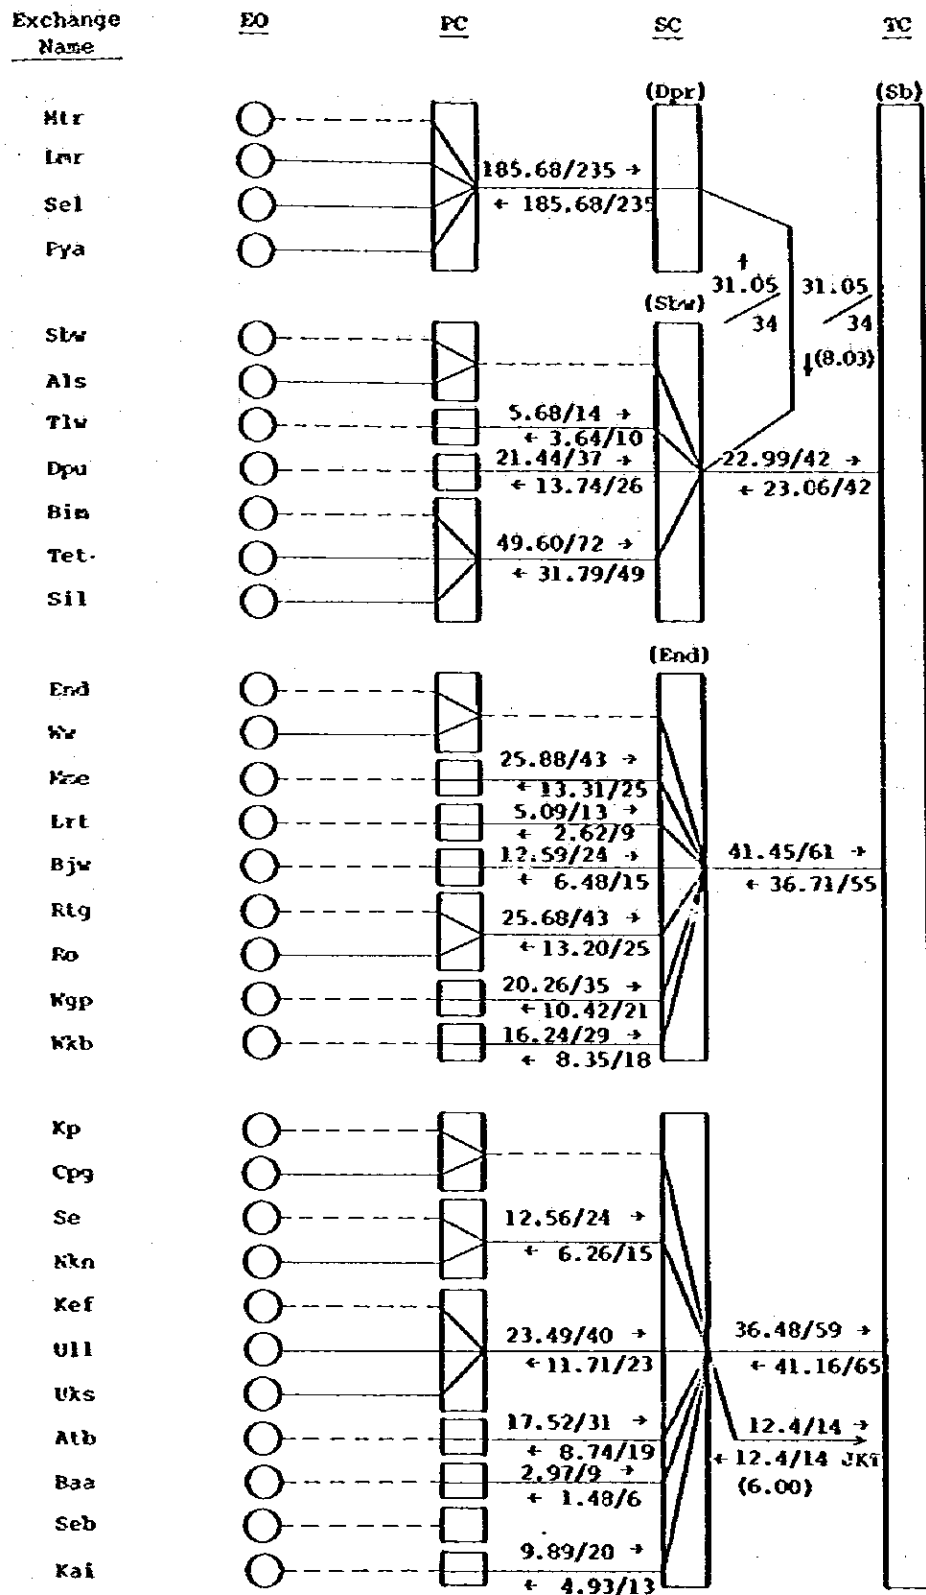 Exchange Name EO PC SC TC
(Dpr) (Sb)
Mtr
Lmr
185.68/235 →
Sel
← 185.68/235
Pya
↑ 31.05/34 31.05/34 ↓ (8.03)
(Sbw)
Sbw
Als
Tlw
5.68/14 →
← 3.64/10
Dpu
21.44/37 →
22.99/42 →
← 13.74/26
← 23.06/42
Bim
Tet
49.60/72 →
← 31.79/49
Sil
(End)
End
Ww
25.88/43 →
← 13.31/25
Lrt
5.09/13 →
← 2.62/9
Bjw
12.59/24 →
41.45/61 →
← 6.48/15
← 36.71/55
Rtg
25.68/43 →
← 13.20/25
Ro
Wgp
20.26/35 →
← 10.42/21
Wkb
16.24/29 →
← 8.35/18
Kp
Cpg
Se
12.56/24 →
← 6.26/15
Nkn
Kef
Ull
23.49/40 →
36.48/59 →
← 11.71/23
← 41.16/65
Uks
Atb
17.52/31 →
12.4/14 →
← 8.74/19
← 12.4/14 JKT
(6.00)
Baa
2.97/9 →
← 1.48/6
Seb
Kai
9.89/20 →
← 4.93/13